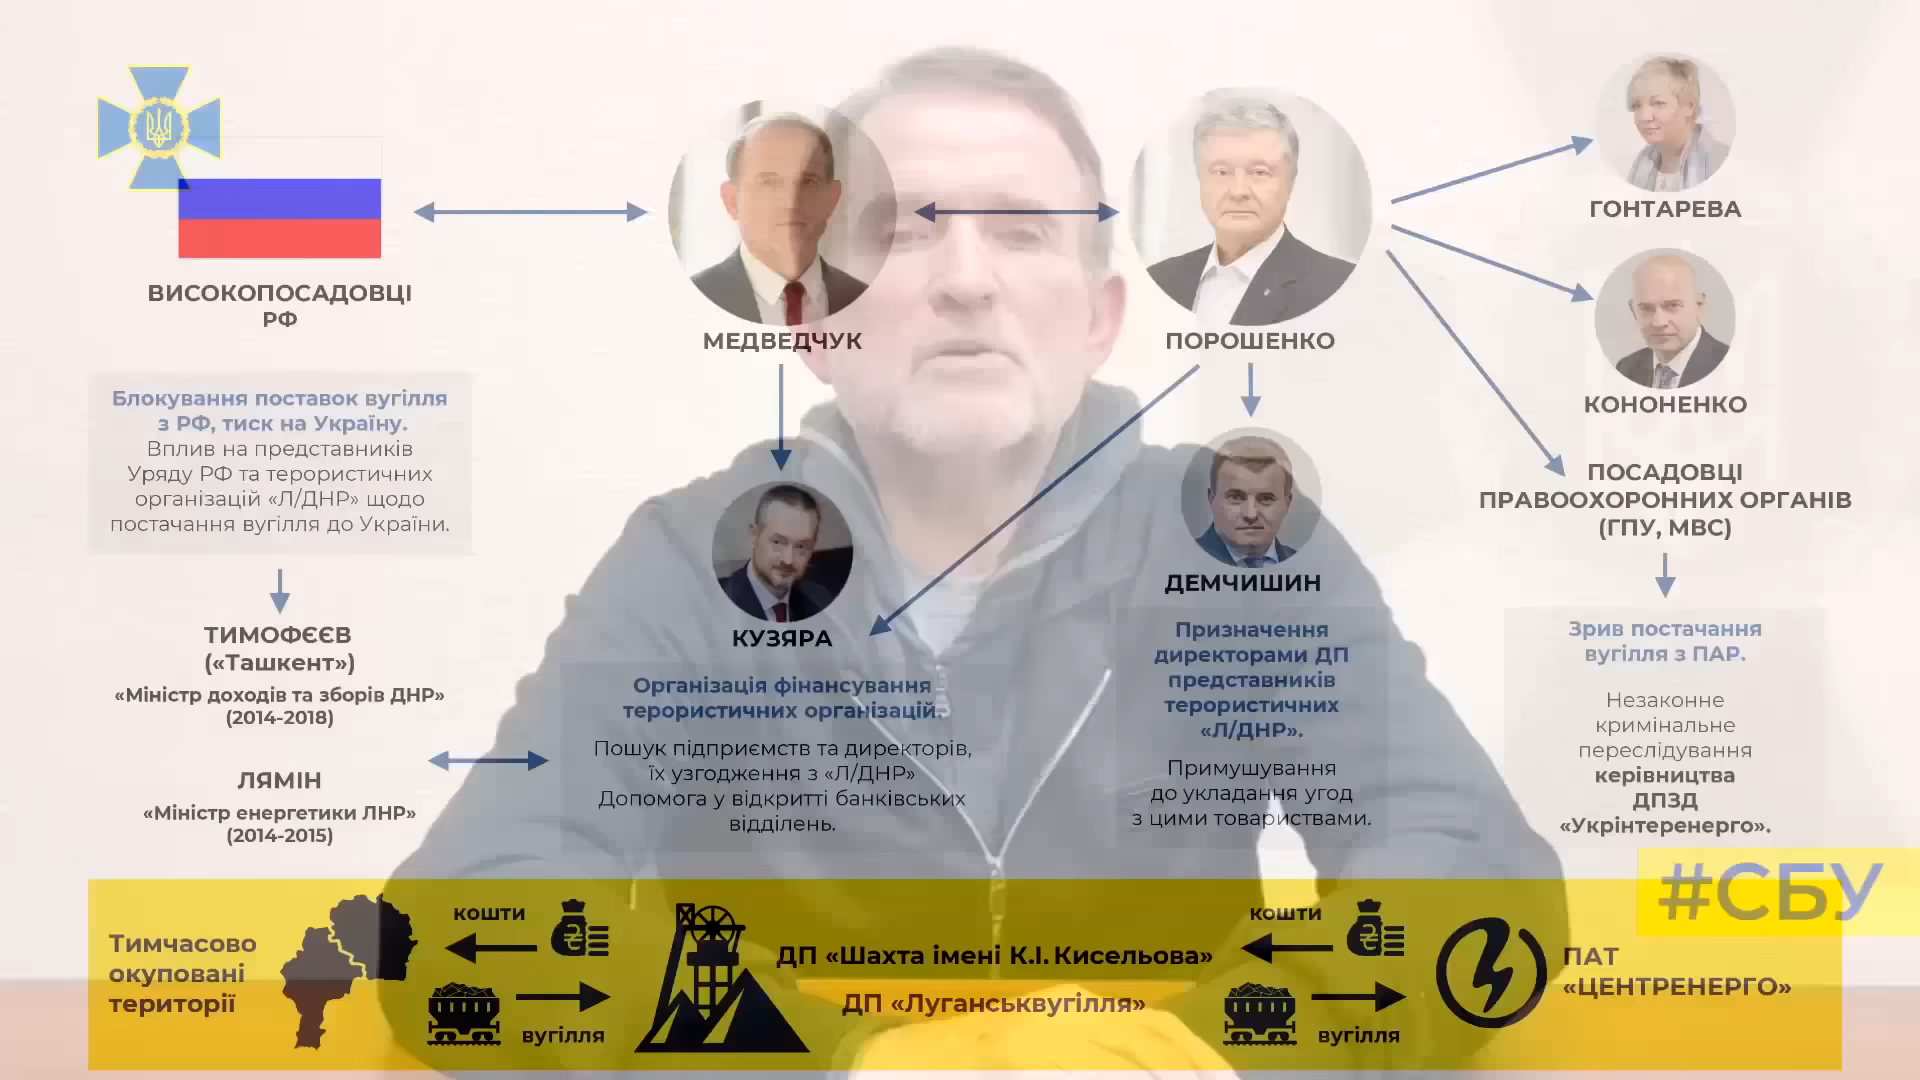 ВИСОКОПОСАДОВЦІ
РФ
Блокування поставок вугілля
з РФ, тиск на Україну.
Вплив на представників
Уряду РФ та терористичних
організацій «Л/ДНР» щодо
постачання вугілля до України.
ТИМОФЄЄВ
(«Ташкент»)
«Міністр доходів та зборів ДНР»
(2014-2018)
ЛЯМІН
«Міністр енергетики ЛНР»
(2014-2015)
МЕДВЕДЧУК
КУЗЯРА
Організація фінансування
терористичних організацій.
Пошук підприємств та директорів,
їх узгодження з «Л/ДНР»
Допомога у відкритті банківських
відділень.
ПОРОШЕНКО
ДЕМЧИШИН
Призначення
директорами ДП
представників
терористичних
«Л/ДНР».
Примушування
до укладання угод
з цими товариствами.
ГОНТАРЕВА
КОНОНЕНКО
ПОСАДОВЦІ
ПРАВООХОРОННИХ ОРГАНІВ
(ГПУ, МВС)
Зрив постачання
вугілля з ПАР.
Незаконне
кримінальне
переслідування
керівництва
ДПЗД
«Укрінтеренерго».
#СБУ
Тимчасово
окуповані
території
кошти
вугілля
ДП «Шахта імені К.І. Кисельова»
ДП «Луганськвугілля»
кошти
вугілля
ПАТ
«ЦЕНТРЕНЕРГО»